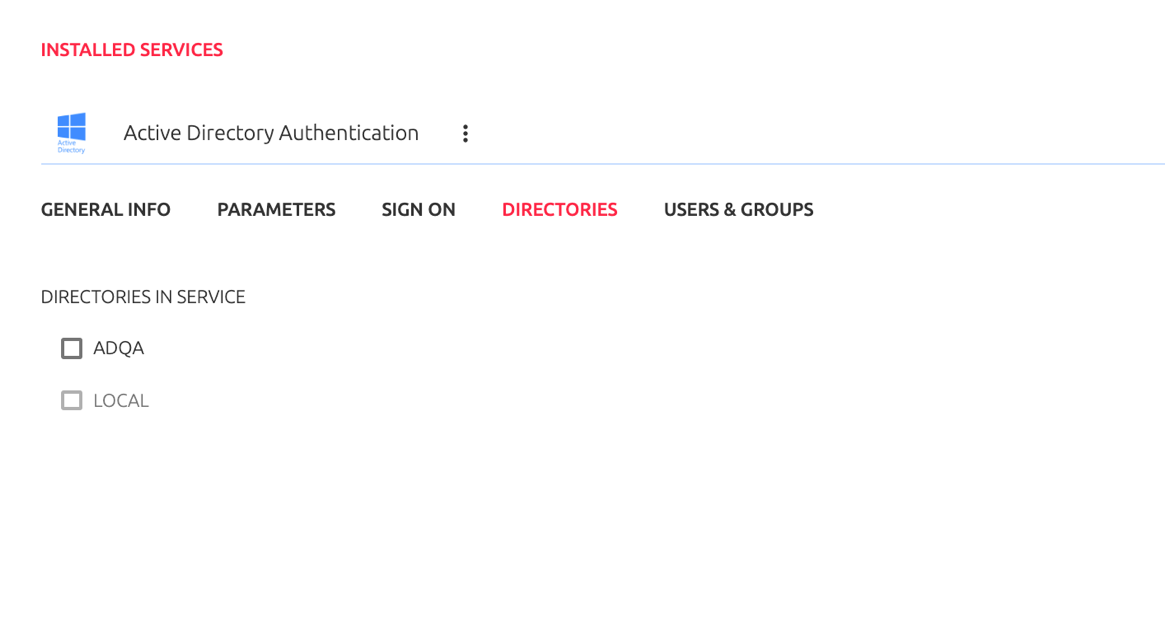 INSTALLED SERVICES
Active Directory Authentication
Active
Directory
GENERAL INFO PARAMETERS SIGN ON DIRECTORIES USERS & GROUPS
DIRECTORIES IN SERVICE
ADQA
LOCAL